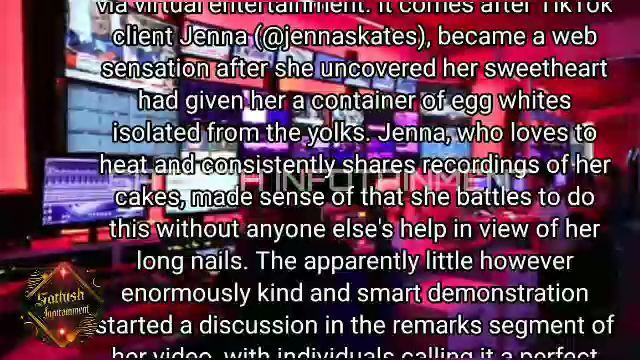 via virtual entertainment. It comes after TikTok
client Jenna (@jennaskates), became a web
sensation after she uncovered her sweetheart
had given her a container of egg whites
isolated from the yolks. Jenna, who loves to
heat and consistently shares recordings of her
INFOTAINMENT
cakes, made sense of that she battles to do
this without anyone else's help in view of her
long nails. The apparently little however
enormously kind and smart demonstration
started a discussion in the remarks segment of
her video, with individuals calling it a perfect
Sathish
Infotainment